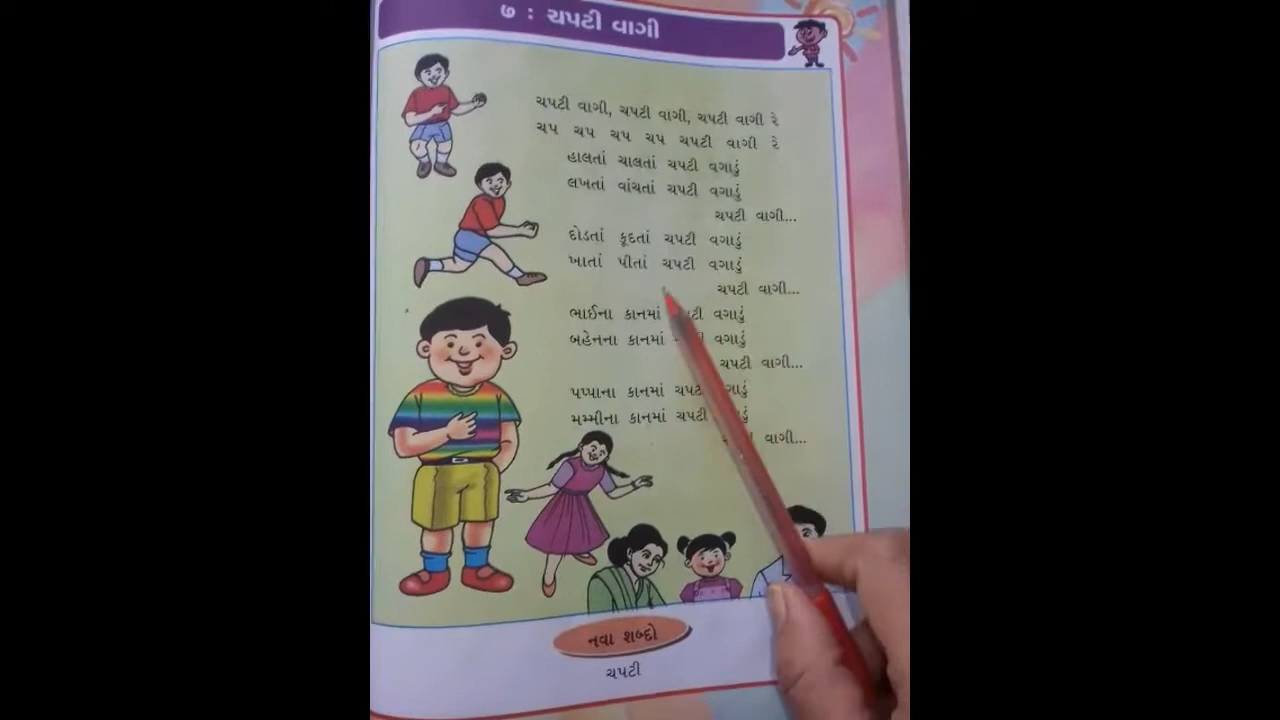 ૭ : ચપટી વાગી
ચપટી વાગી, ચપટી વાગી, ચપટી વાગી રે
ચપ ચપ ચપ ચપ ચપટી વાગી રે
હાલતાં ચાલતાં ચપટી વગાડું
લખતાં વાંચતાં ચપટી વગાડું
ચપટી વાગી...
દોડતાં કૂદતાં ચપટી વગાડું
ખાતાં પીતાં ચપટી વગાડું
ચપટી વાગી...
ભાઈના કાનમાં વગાડું
બહેનના કાનમાં વગાડું
ચપટી વાગી...
પપ્પાના કાનમાં
મમ્મીના કાનમાં ચપટી
વાગી...
નવા શબ્દો
ચપટી